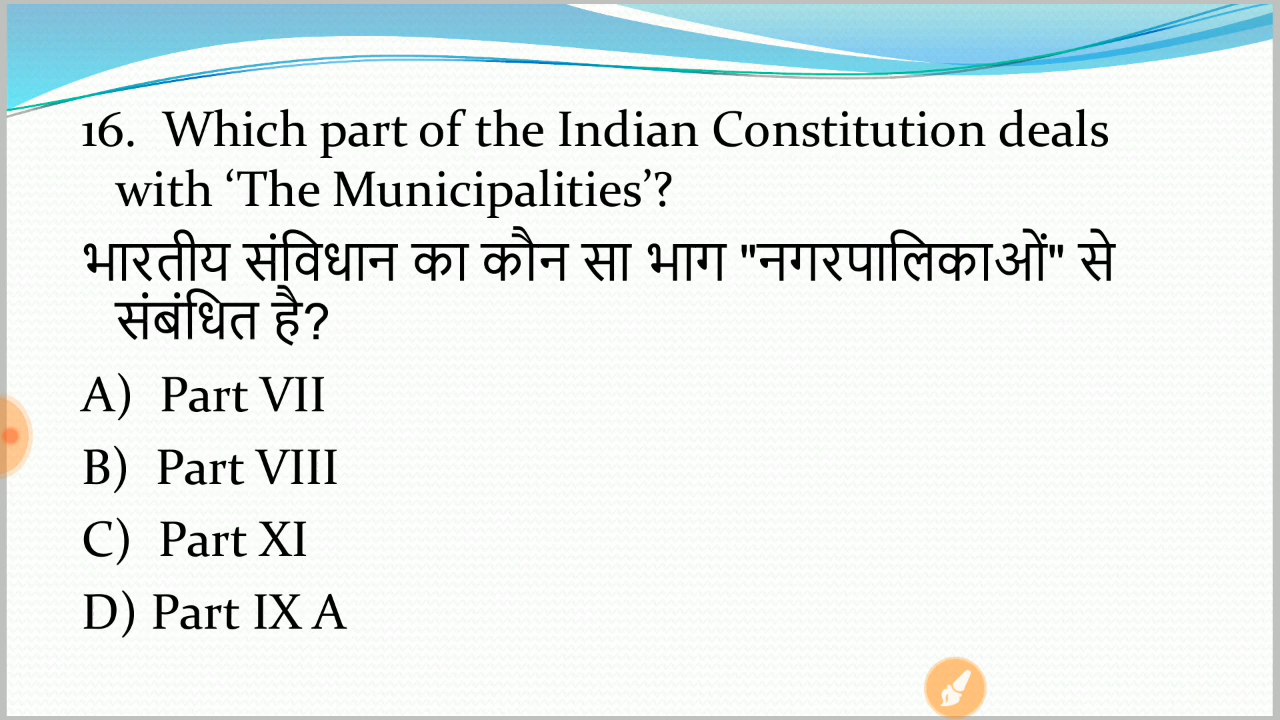 16. Which part of the Indian Constitution deals
with ‘The Municipalities’?
भारतीय संविधान का कौन सा भाग "नगरपालिकाओं" से
संबंधित है?
A) Part VII
B) Part VIII
C) Part XI
D) Part IX A